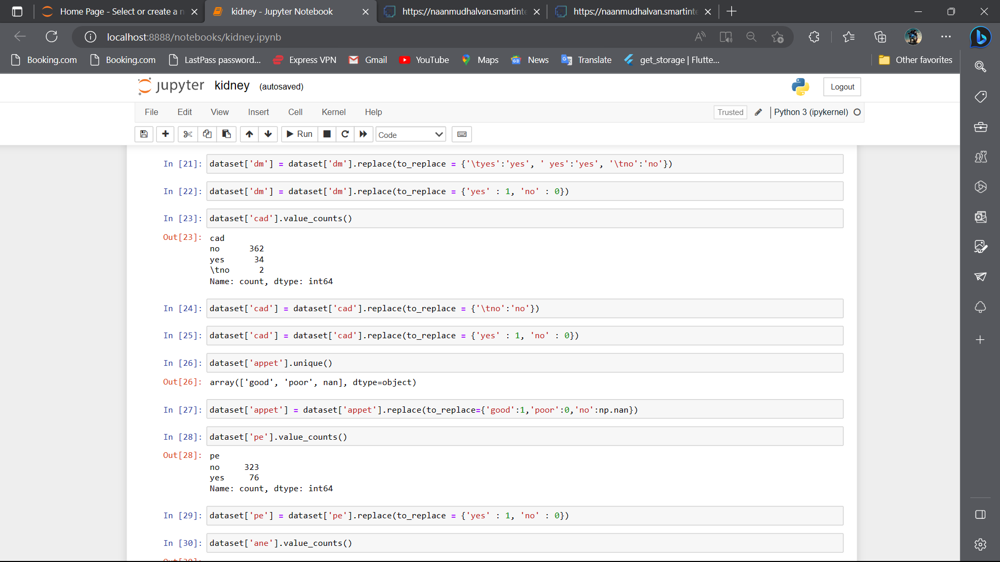 Home Page - Select or create a n
kidney - Jupyter Notebook
https://naanmudhalvan.smartinte
https://naanmudhalvan.smartinte
localhost:8888/notebooks/kidney.ipynb
Booking.com
Booking.com
LastPass password...
Express VPN
Gmail
YouTube
Maps
News
Translate
get_storage | Flutte...
Other favorites
jupyter kidney (autosaved)
Logout
File Edit View Insert Cell Kernel Help
Trusted
Python 3 (ipykernel)
Run
Code
In [21]: dataset['dm'] = dataset['dm'].replace(to_replace = {'\tyes':'yes', ' yes':'yes', '\tno':'no'})
In [22]: dataset['dm'] = dataset['dm'].replace(to_replace = {'yes' : 1, 'no' : 0})
In [23]: dataset['cad'].value_counts()
Out[23]: cad
no 362
yes 34
\tno 2
Name: count, dtype: int64
In [24]: dataset['cad'] = dataset['cad'].replace(to_replace = {'\tno':'no'})
In [25]: dataset['cad'] = dataset['cad'].replace(to_replace = {'yes' : 1, 'no' : 0})
In [26]: dataset['appet'].unique()
Out[26]: array(['good', 'poor', nan], dtype=object)
In [27]: dataset['appet'] = dataset['appet'].replace(to_replace={'good':1,'poor':0,'no':np.nan})
In [28]: dataset['pe'].value_counts()
Out[28]: pe
no 323
yes 76
Name: count, dtype: int64
In [29]: dataset['pe'] = dataset['pe'].replace(to_replace = {'yes' : 1, 'no' : 0})
In [30]: dataset['ane'].value_counts()